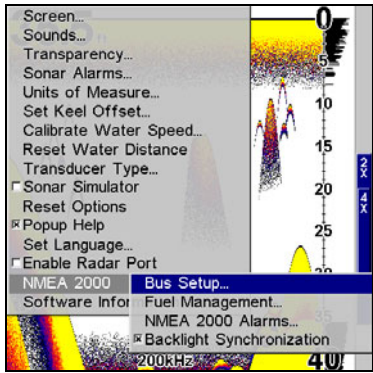 Screen...
Sounds...
Transparency...
Sonar Alarms...
Units of Measure...
Set Keel Offset...
Calibrate Water Speed...
Reset Water Distance
Transducer Type...
Sonar Simulator
Reset Options
Popup Help
Set Language...
Enable Radar Port
NMEA 2000
Bus Setup...
Fuel Management...
NMEA 2000 Alarms...
Backlight Synchronization
0
5
10
15
20
25
35
40
2X
4X
200kHz